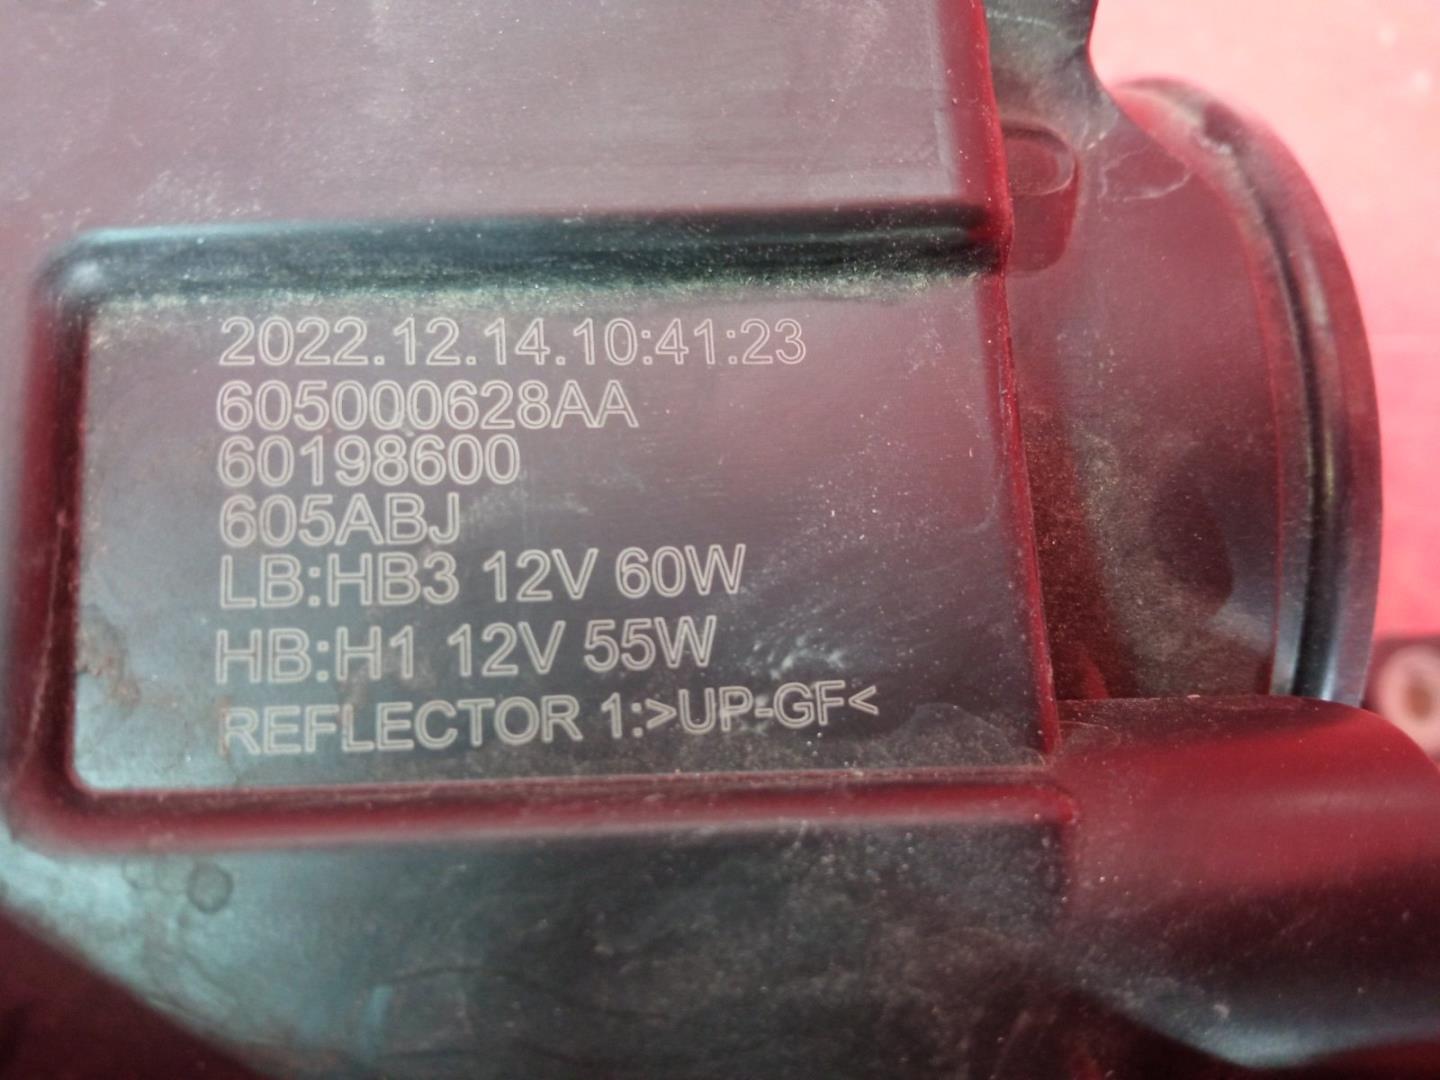 2022.12.14.10:41:23
605000628AA
60198600
605ABJ
LB:HB3 12V 60W
HB:H1 12V 55W
REFLECTOR 1:>UP-GF<